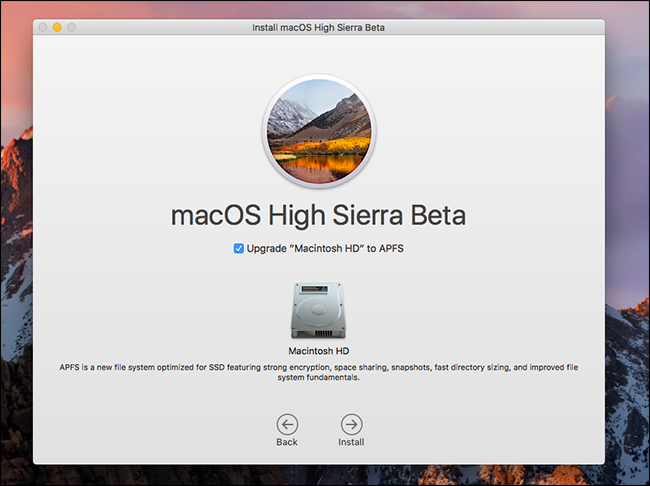 Install macOS High Sierra Beta
macOS High Sierra Beta
Upgrade "Macintosh HD" to APFS
Macintosh HD
APFS is a new file system optimized for SSD featuring strong encryption, space sharing, snapshots, fast directory sizing, and improved file
system fundamentals.
Back
Install